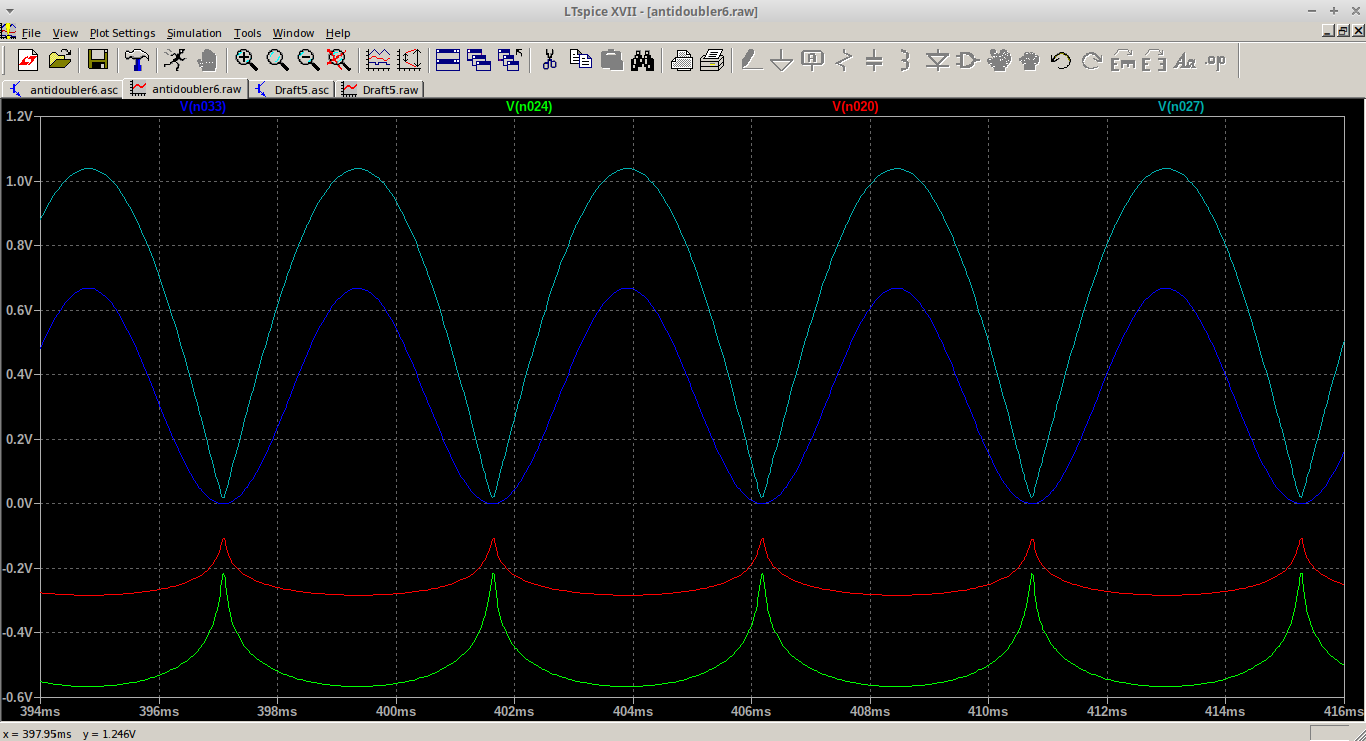 LTspice XVII - [antidoubler6.raw]
File View Plot Settings Simulation Tools Window Help
antidoubler6.asc antidoubler6.raw Draft5.asc Draft5.raw
V(n033) V(n024) V(n020) V(n027)
1.2V
1.0V
0.8V
0.6V
0.4V
0.2V
0.0V
-0.2V
-0.4V
-0.6V
394ms 396ms 398ms 400ms 402ms 404ms 406ms 408ms 410ms 412ms 414ms 416ms
x = 397.95ms y = 1.246V